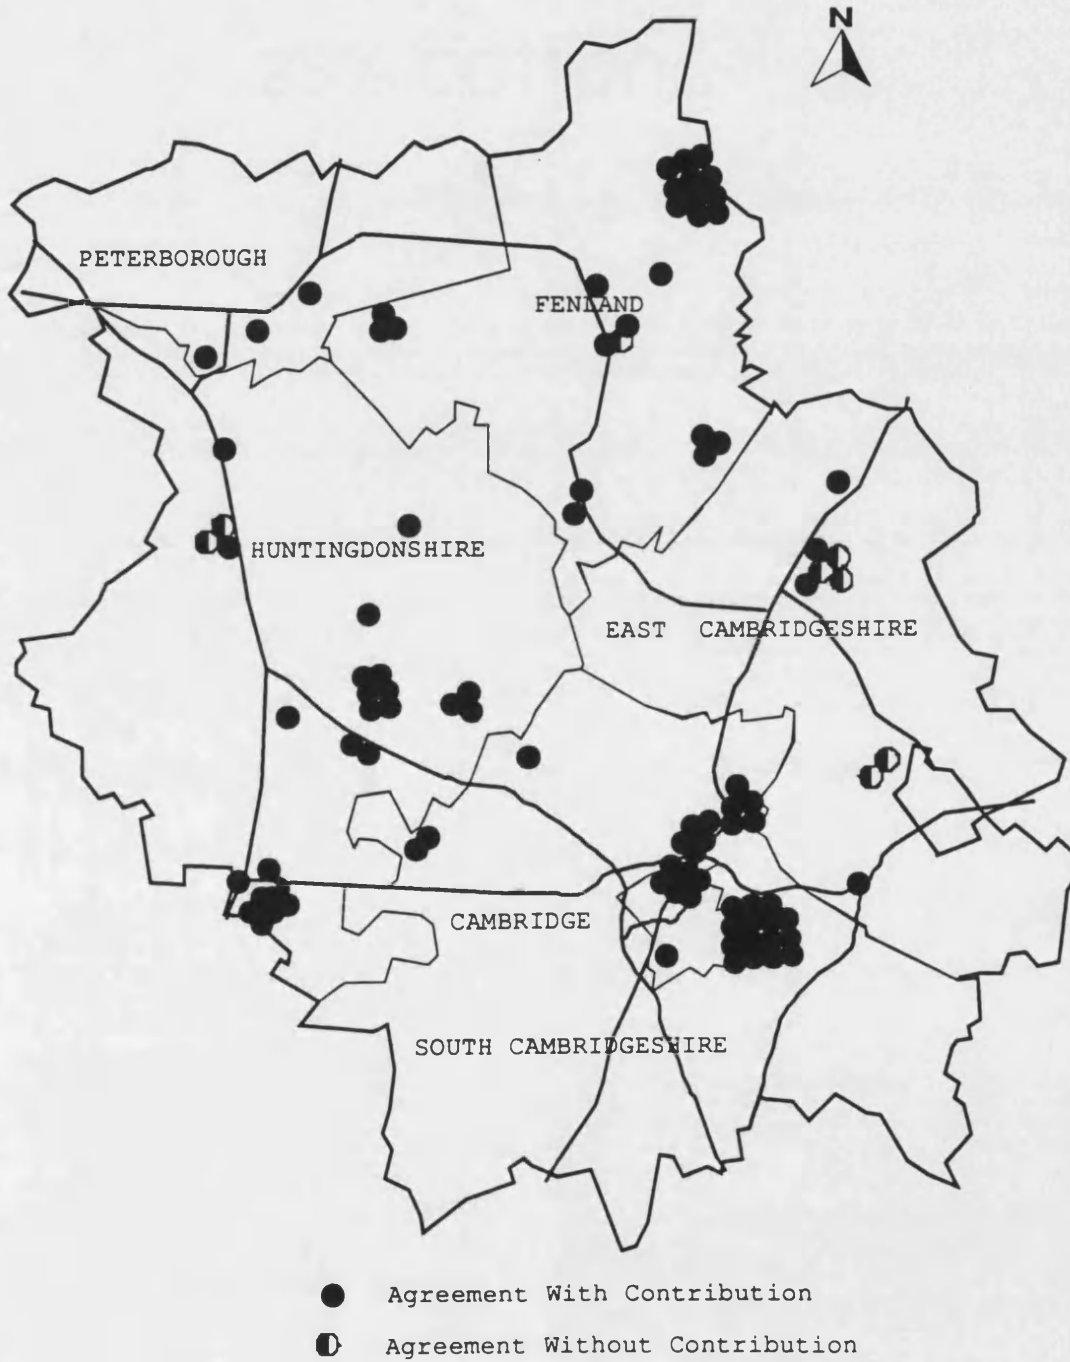 N
PETERBOROUGH
FENLAND
HUNTINGDONSHIRE
EAST CAMBRIDGESHIRE
CAMBRIDGE
SOUTH CAMBRIDGESHIRE
Agreement With Contribution
Agreement Without Contribution